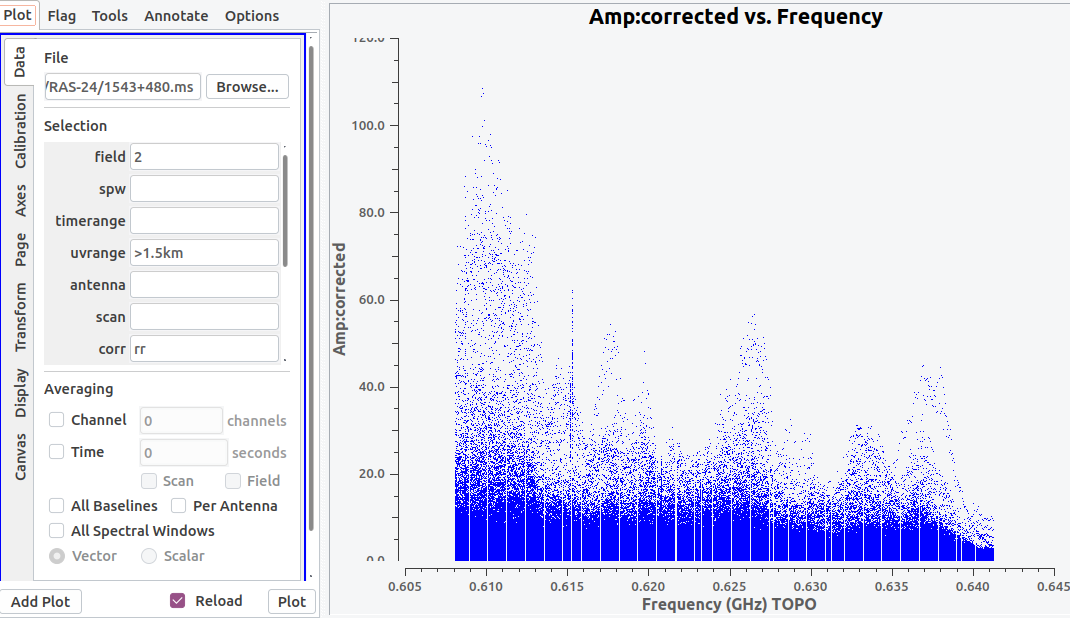 Plot Flag Tools Annotate Options
Data
Calibration
Axes
Page
Transform
Display
Canvas
File
/RAS-24/1543+480.ms Browse...
Selection
field 2
spw
timerange
uvrange >1.5km
antenna
scan
corr rr
Averaging
Channel 0 channels
Time 0 seconds
Scan Field
All Baselines Per Antenna
All Spectral Windows
Vector Scalar
Add Plot Reload Plot
Amp:corrected vs. Frequency
Amp:corrected
120.0
100.0
80.0
60.0
40.0
20.0
0.0
0.605 0.610 0.615 0.620 0.625 0.630 0.635 0.640 0.645
Frequency (GHz) TOPO